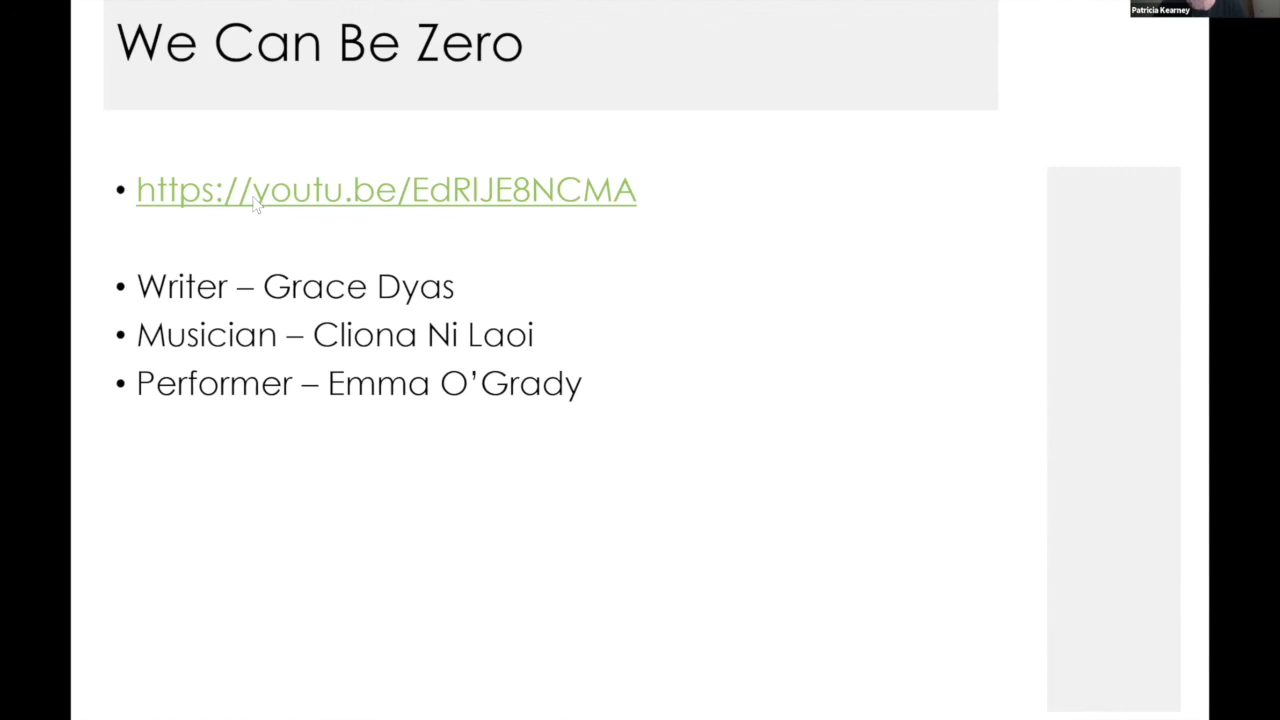 Patricia Kearney
We Can Be Zero
• https://youtu.be/EdRlJE8NCMA
• Writer – Grace Dyas
• Musician – Cliona Ni Laoi
• Performer – Emma O’Grady